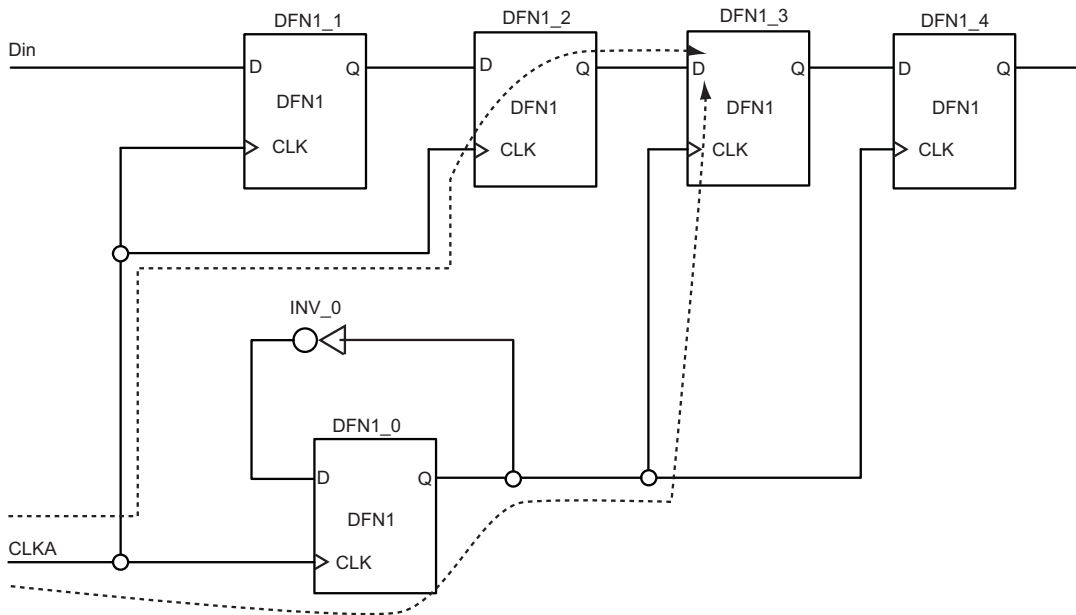 DFN1_1
DFN1_2
DFN1_3
DFN1_4
Din
D
Q
D
Q
D
Q
D
Q
DFN1
DFN1
DFN1
DFN1
CLK
CLK
CLK
CLK
INV_0
DFN1_0
D
Q
DFN1
CLKA
CLK